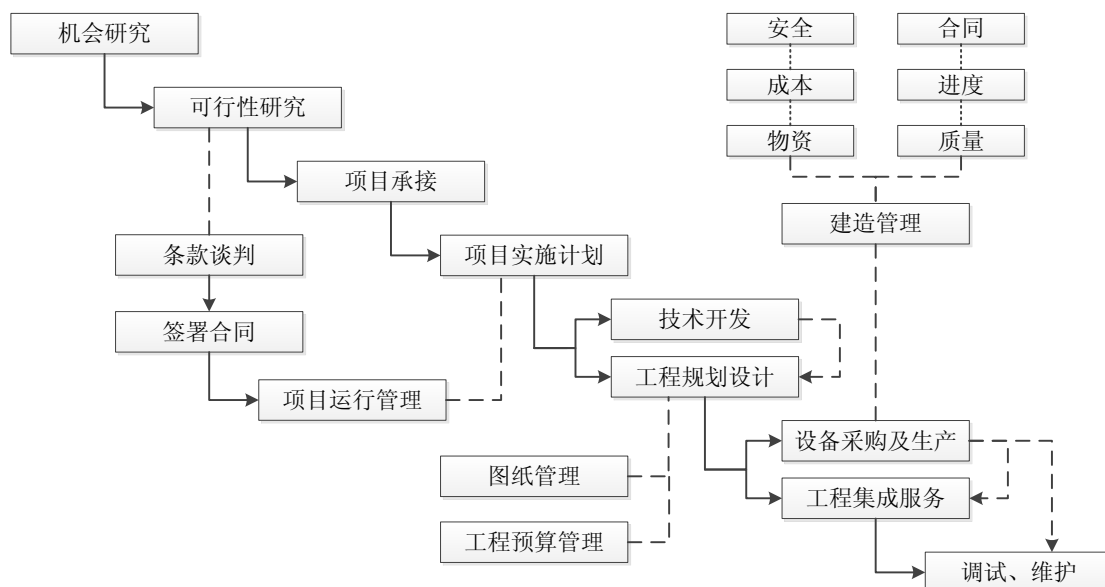 机会研究
安全
合同
成本
进度
可行性研究
物资
质量
项目承接
建造管理
条款谈判
项目实施计划
签署合同
技术开发
工程规划设计
项目运行管理
设备采购及生产
图纸管理
工程集成服务
工程预算管理
调试、维护